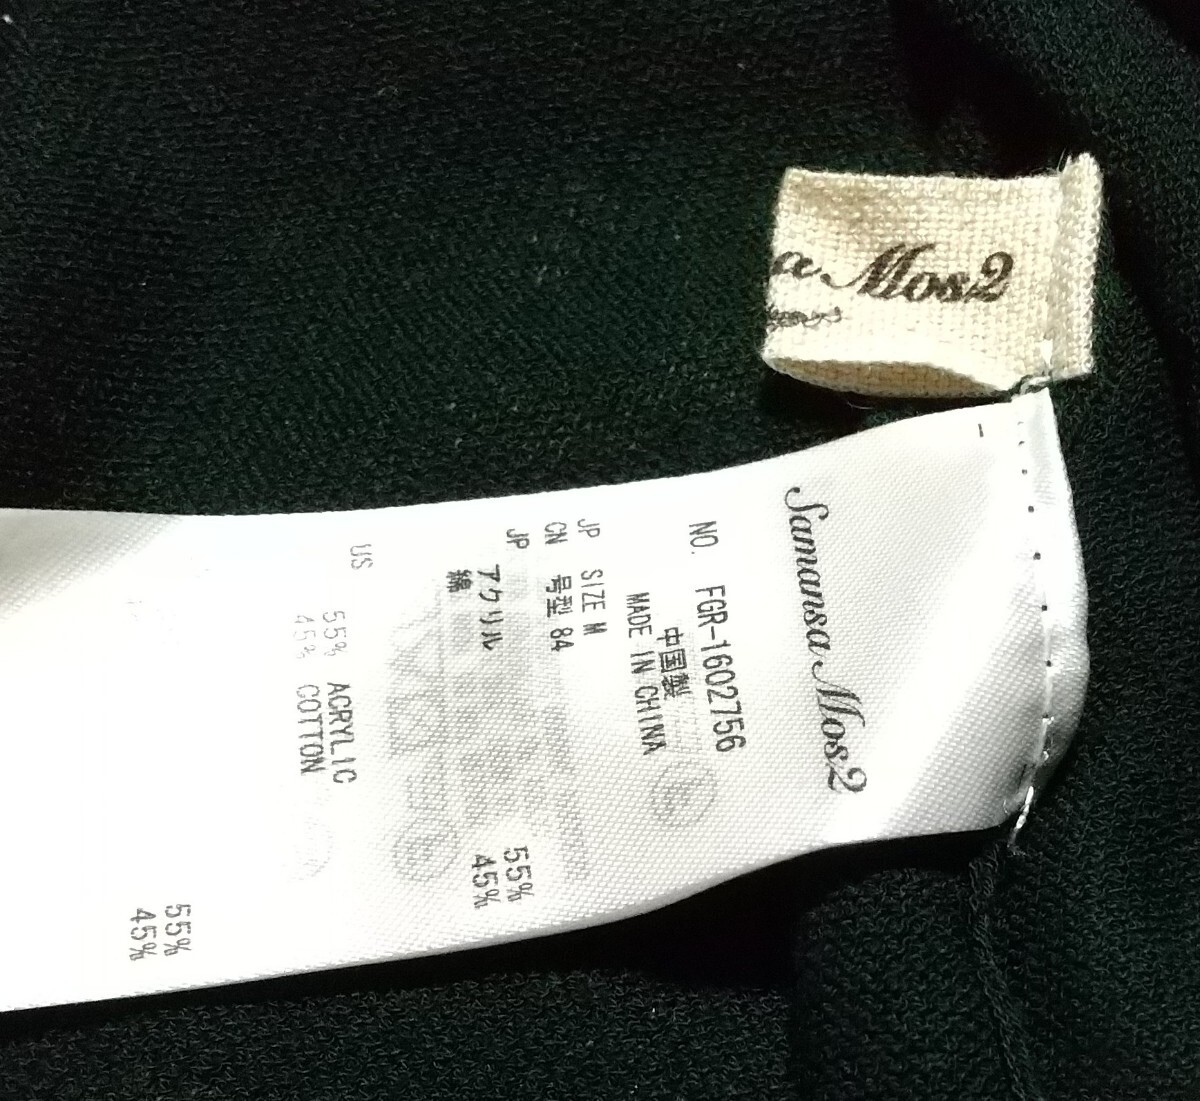 a Mos2
Samansa Mos2
NO. FGR-1602756
中国製
MADE IN CHINA
JP SIZE M
CN 号型 84
JP アクリル 55%
綿 45%
US
55% ACRYLIC
45% COTTON
55%
45%